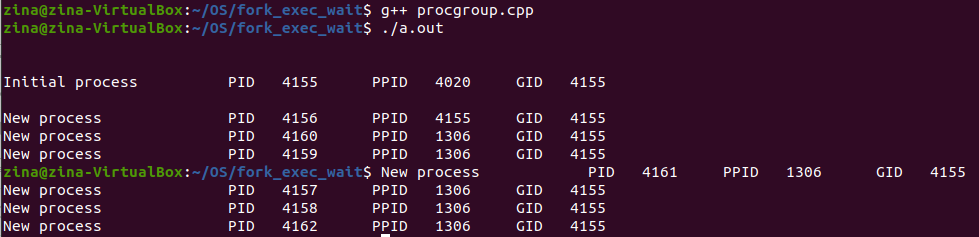 zina@zina-VirtualBox:~/OS/fork_exec_wait$ g++ procgroup.cpp
zina@zina-VirtualBox:~/OS/fork_exec_wait$ ./a.out
Initial process PID 4155 PPID 4020 GID 4155
New process PID 4156 PPID 4155 GID 4155
New process PID 4160 PPID 1306 GID 4155
New process PID 4159 PPID 1306 GID 4155
zina@zina-VirtualBox:~/OS/fork_exec_wait$ New process PID 4161 PPID 1306 GID 4155
New process PID 4157 PPID 1306 GID 4155
New process PID 4158 PPID 1306 GID 4155
New process PID 4162 PPID 1306 GID 4155